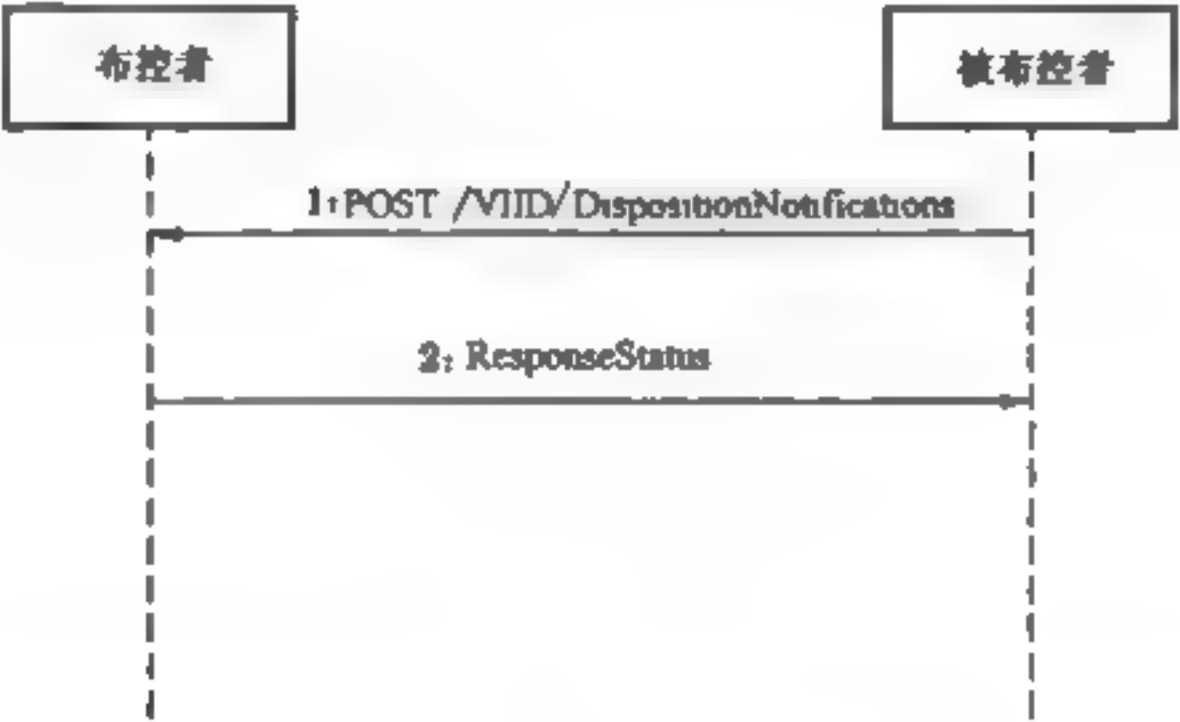 布控者
被布控者
1:POST /VIID/DispositionNotifications
2: ResponseStatus